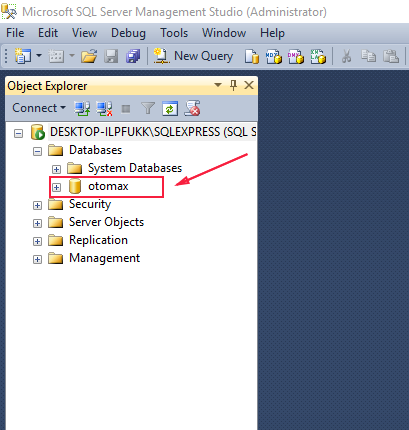 Microsoft SQL Server Management Studio (Administrator)
File Edit View Debug Tools Window Help
New Query
Object Explorer
Connect
DESKTOP-ILPFUKK\SQLEXPRESS (SQL S
Databases
System Databases
otomax
Security
Server Objects
Replication
Management